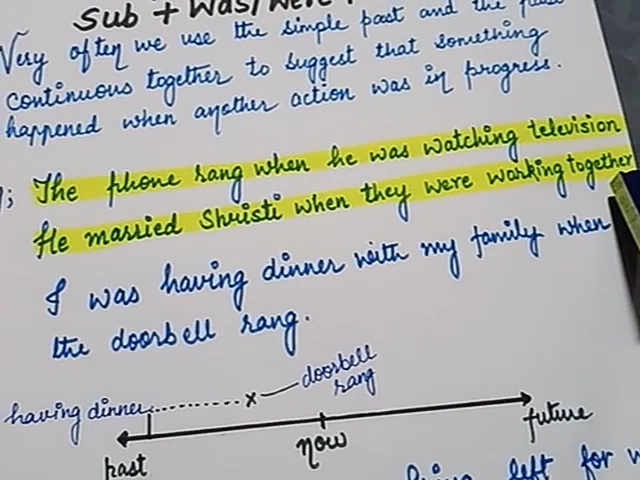 Sub + Was/Were
Very often we use the simple past and the past
continuous together to suggest that something
happened when another action was in progress.
The phone rang when he was watching television
He married Shristi when they were working together
I was having dinner with my family when
the doorbell rang.
doorbell
rang
having dinner
past
now
future
left for